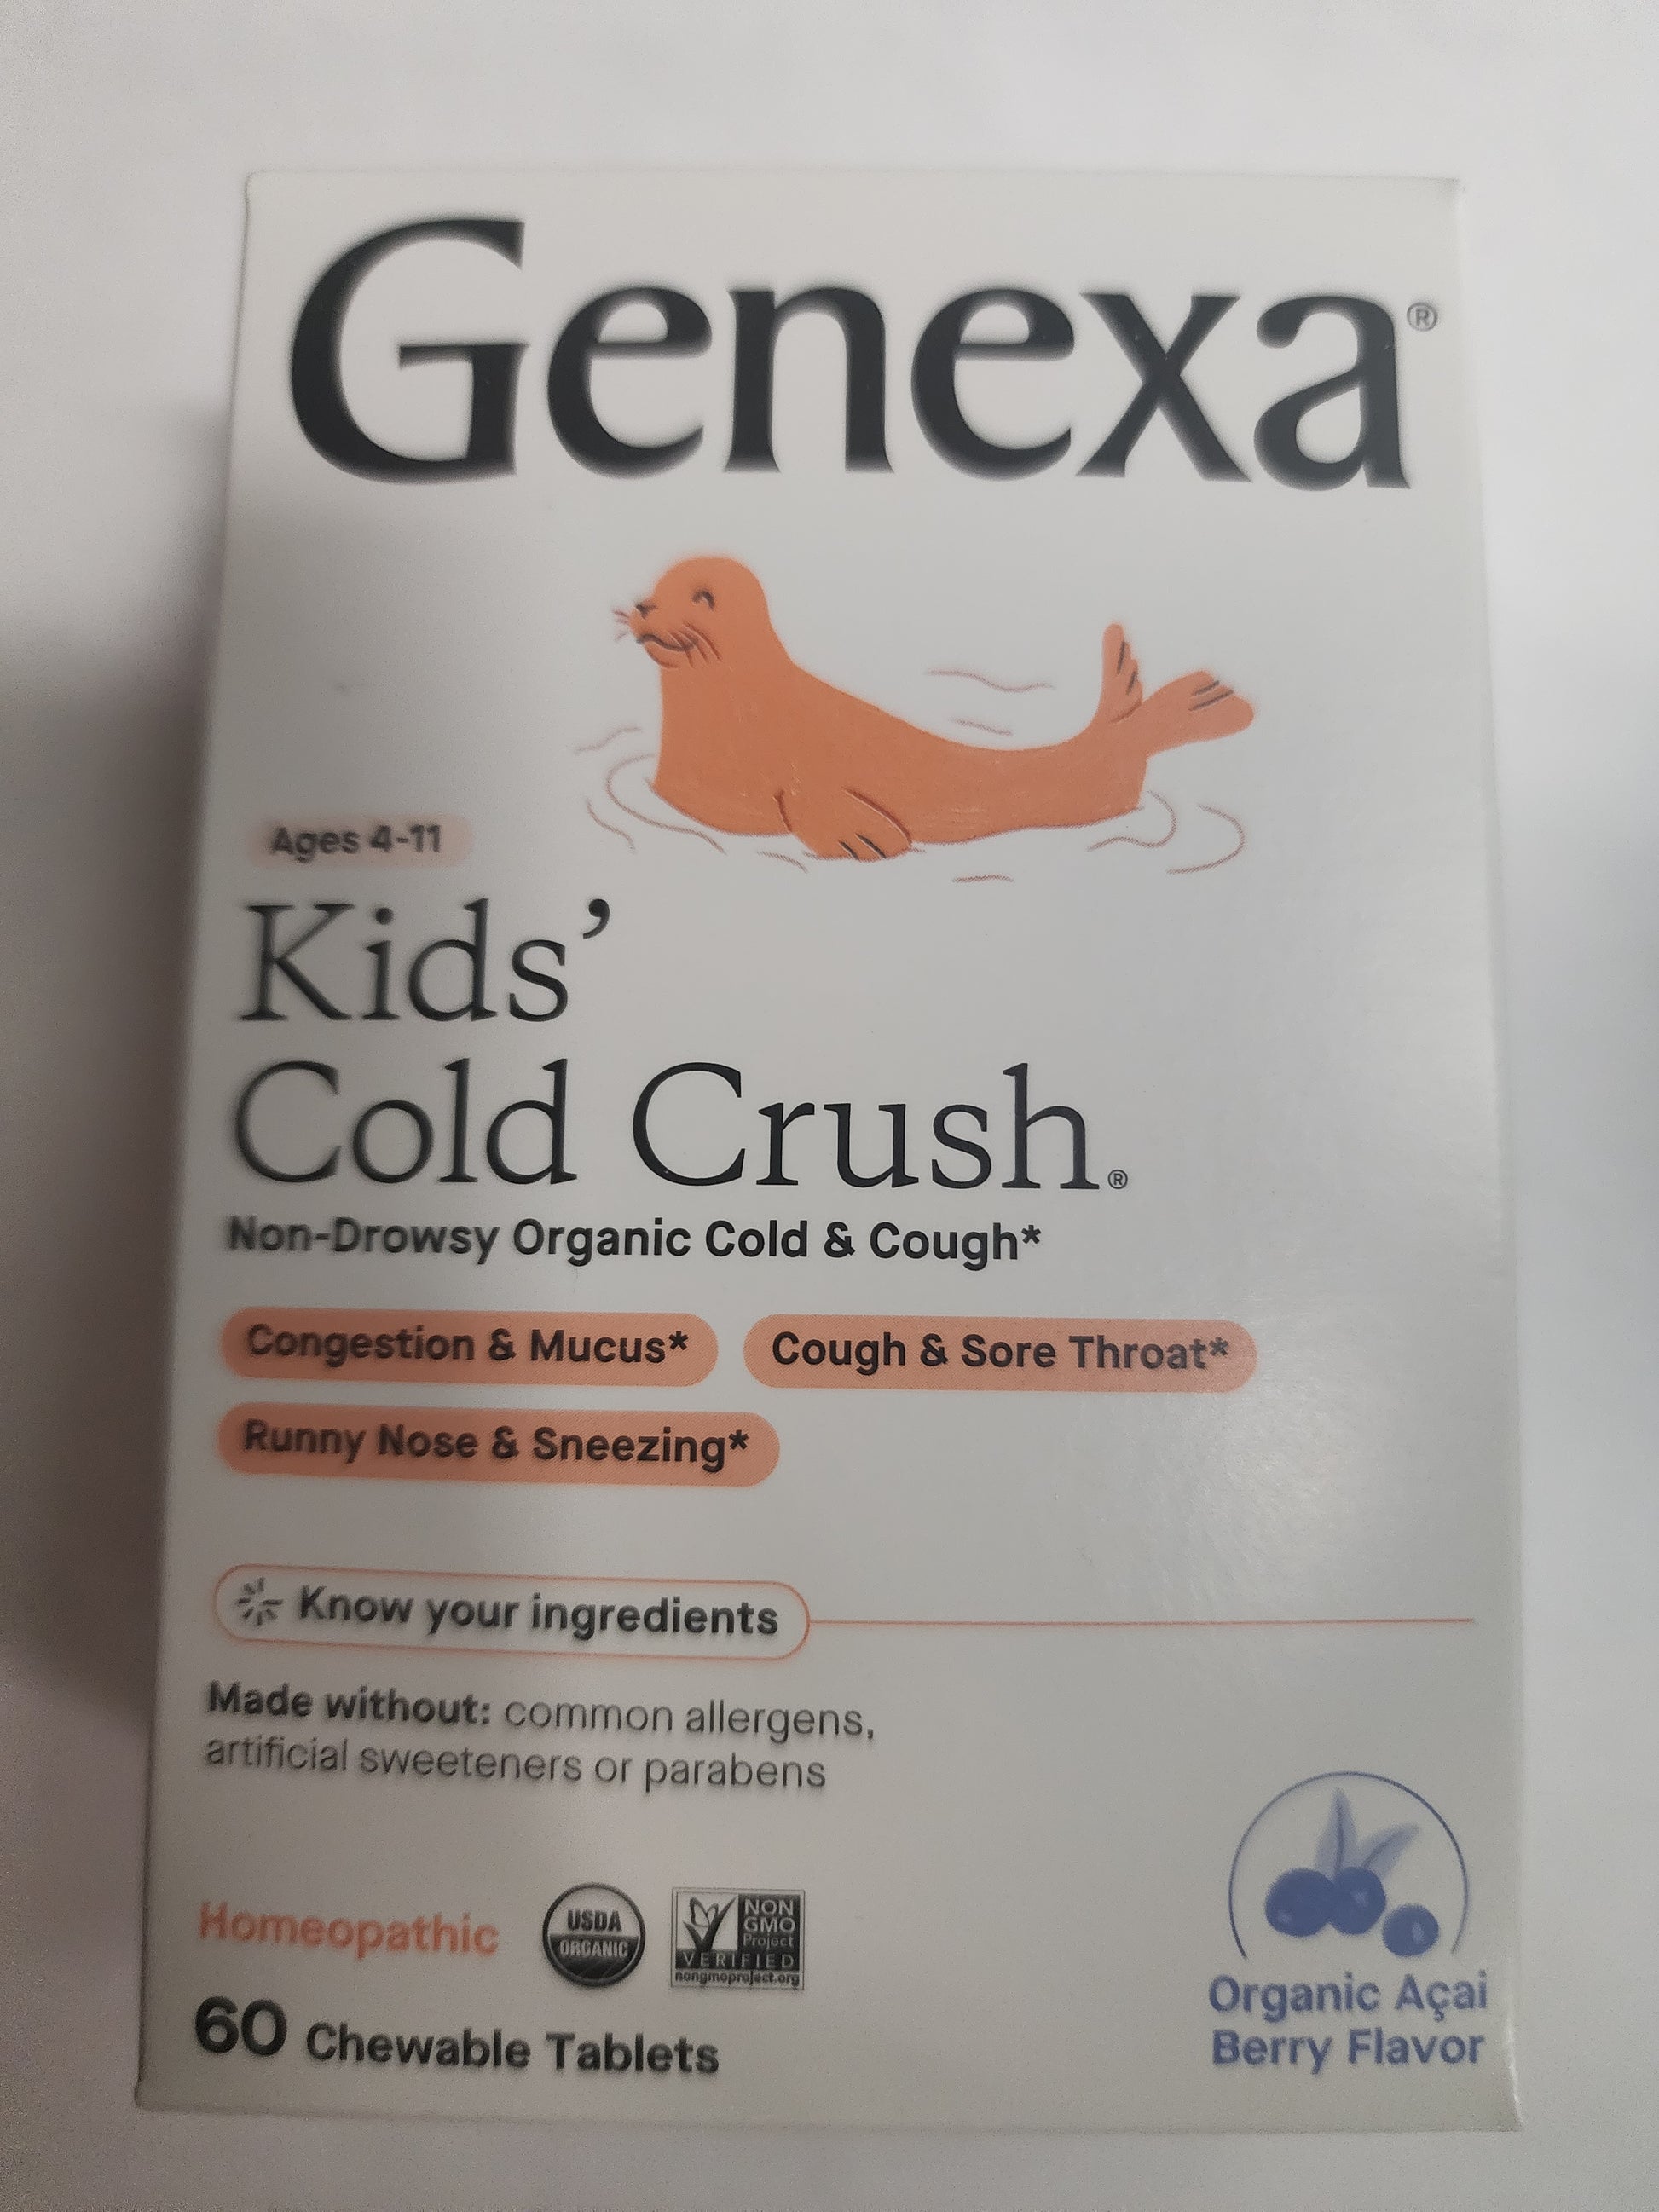 Genexa®
Ages 4-11
Kids’
Cold Crush®
Non-Drowsy Organic Cold & Cough*
Congestion & Mucus*
Cough & Sore Throat*
Runny Nose & Sneezing*
Know your ingredients
Made without: common allergens,
artificial sweeteners or parabens
Homeopathic
USDA
ORGANIC
NON
GMO
Project
VERIFIED
nongmoproject.org
60 Chewable Tablets
Organic Açai
Berry Flavor